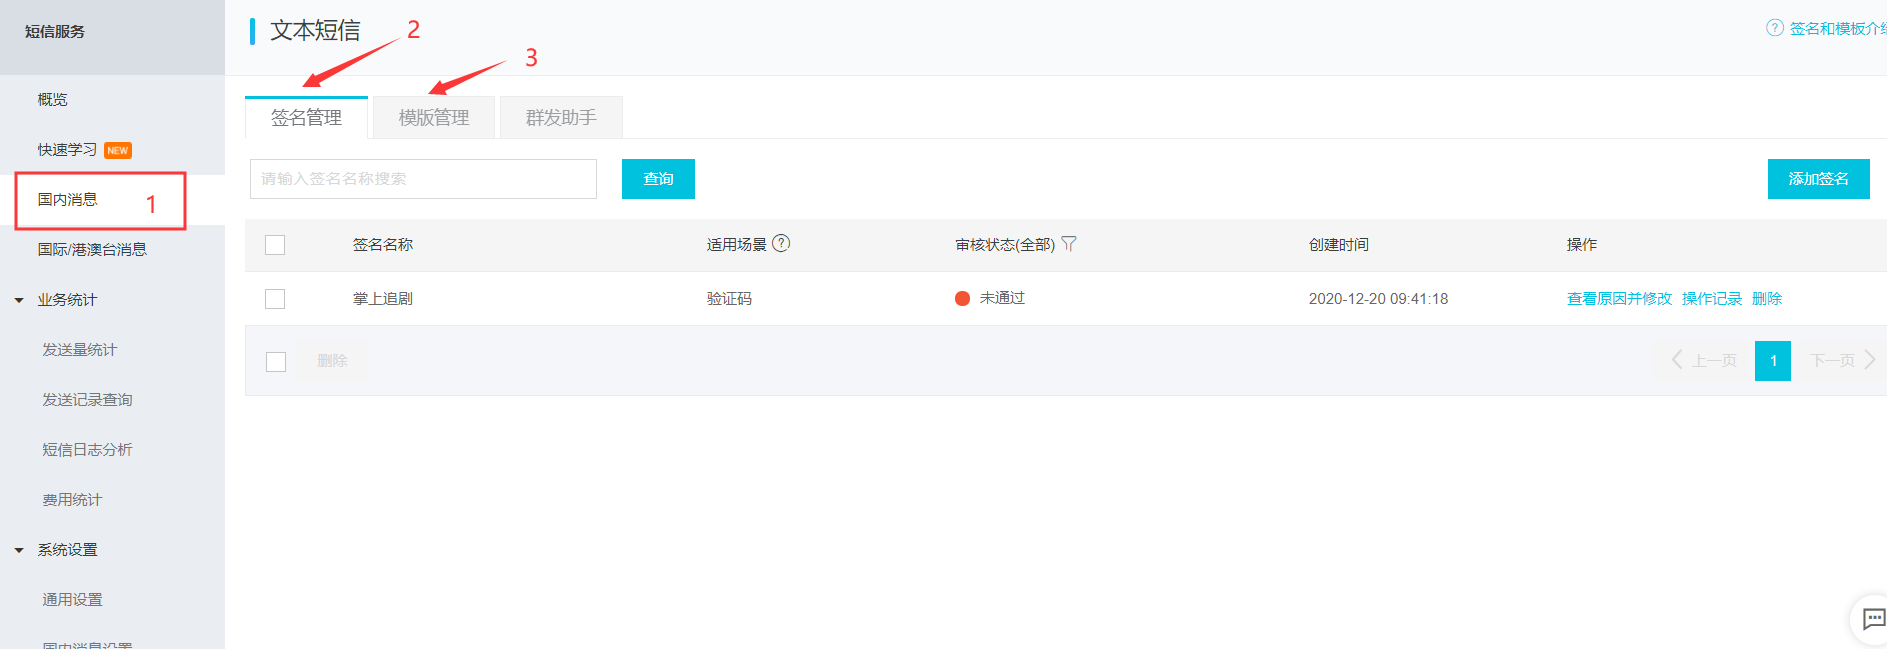 短信服务
概览
快速学习 NEW
国内消息 1
国际/港澳台消息
业务统计
发送量统计
发送记录查询
短信日志分析
费用统计
系统设置
通用设置
国内消息设置
文本短信
2
3
签名和模板介绍
签名管理 模版管理 群发助手
请输入签名名称搜索 查询 添加签名
签名名称 适用场景 审核状态(全部) 创建时间 操作
掌上追剧 验证码 未通过 2020-12-20 09:41:18 查看原因并修改 操作记录 删除
删除 上一页 1 下一页